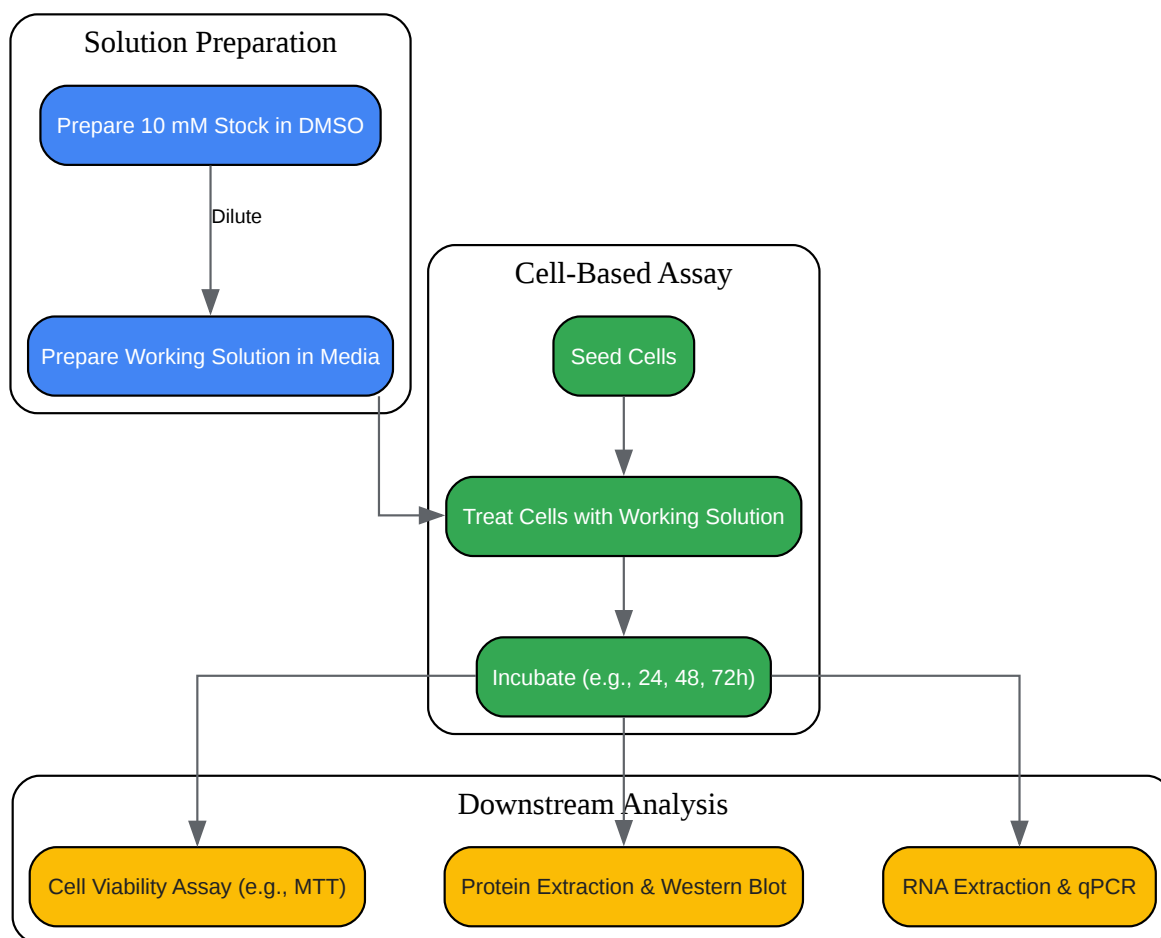 Solution Preparation
Prepare 10 mM Stock in DMSO
Dilute
Prepare Working Solution in Media
Cell-Based Assay
Seed Cells
Treat Cells with Working Solution
Incubate (e.g., 24, 48, 72h)
Downstream Analysis
Cell Viability Assay (e.g., MTT)
Protein Extraction & Western Blot
RNA Extraction & qPCR